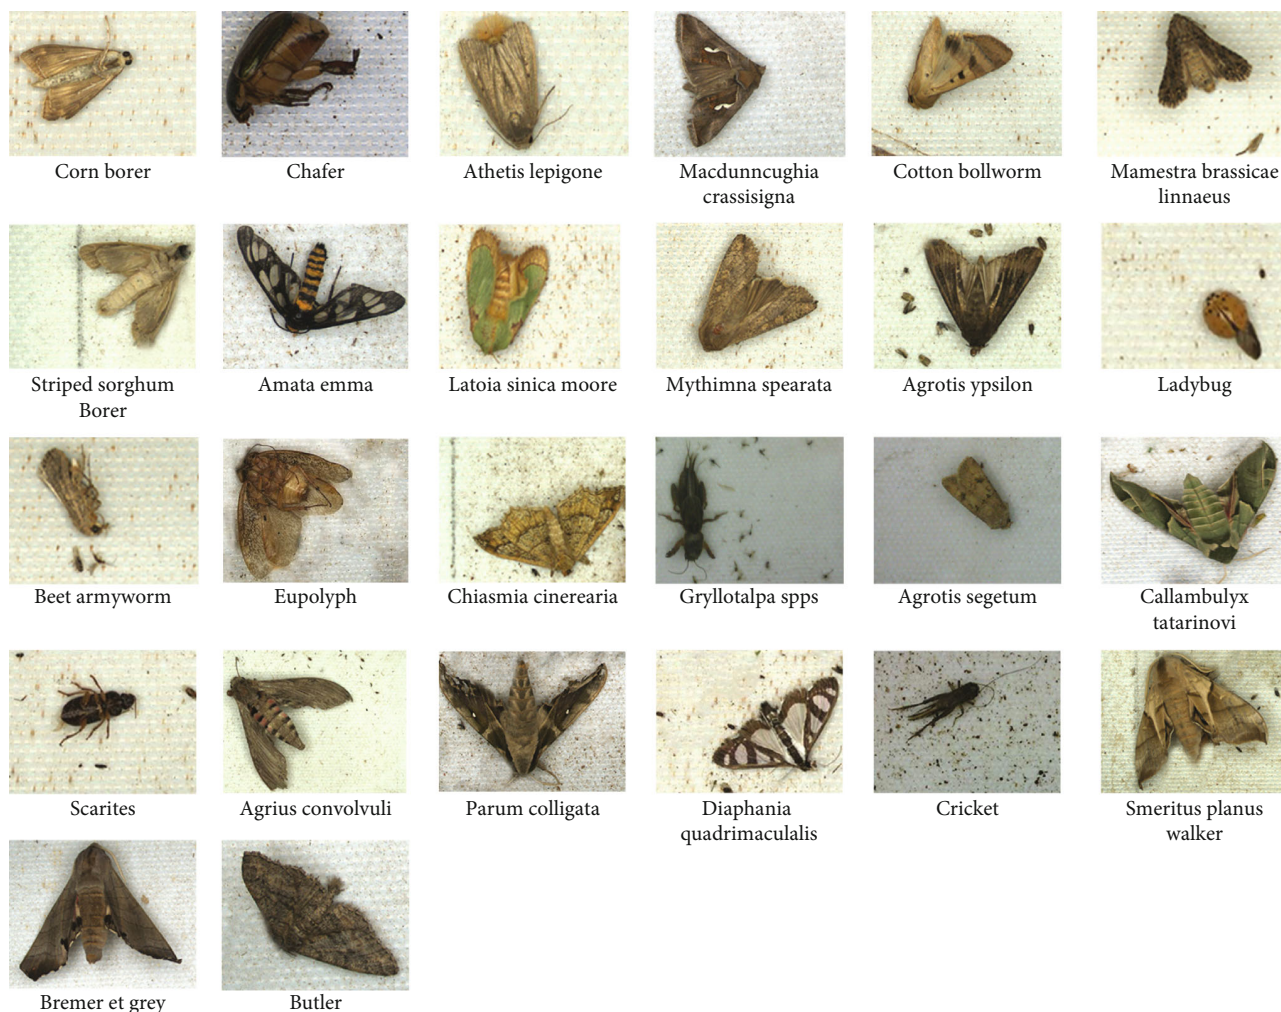 Corn borer
Chafer
Athetis lepigone
Macdunncughia
crassisigna
Cotton bollworm
Mamestra brassicae
linnaeus
Striped sorghum
Borer
Amata emma
Latoia sinica moore
Mythimna spearata
Agrotis ypsilon
Ladybug
Beet armyworm
Eupolyph
Chiasmia cinerearia
Gryllotalpa spps
Agrotis segetum
Callambulyx
tatarinovi
Scarites
Agrius convolvuli
Parum colligata
Diaphania
quadrimaculalis
Cricket
Smeritus planus
walker
Bremer et grey
Butler